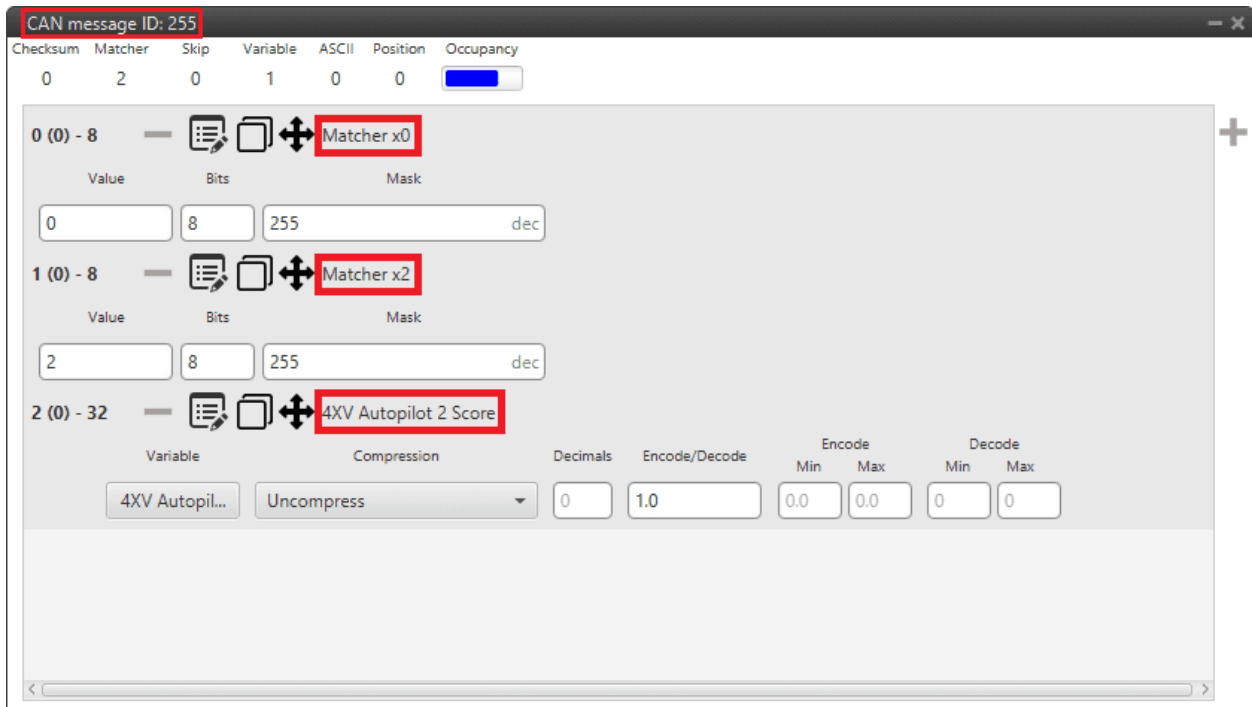 CAN message ID: 255
Checksum Matcher Skip Variable ASCII Position Occupancy
0 2 0 1 0 0
0 (0) - 8 Matcher x0
Value Bits Mask
0 8 255 dec
1 (0) - 8 Matcher x2
Value Bits Mask
2 8 255 dec
2 (0) - 32 4XV Autopilot 2 Score
Variable Compression Decimals Encode/Decode Encode Min Max Decode Min Max
4XV Autopil... Uncompress 0 1.0 0.0 0.0 0 0